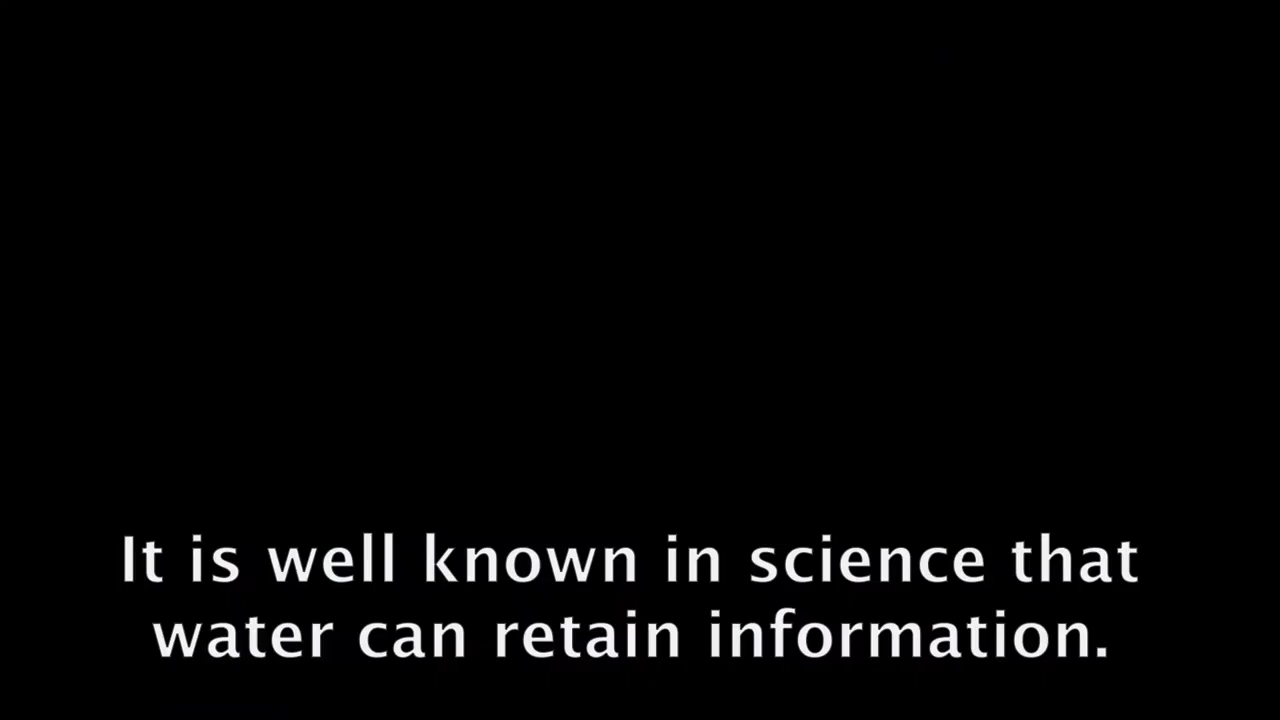 It is well known in science that
water can retain information.